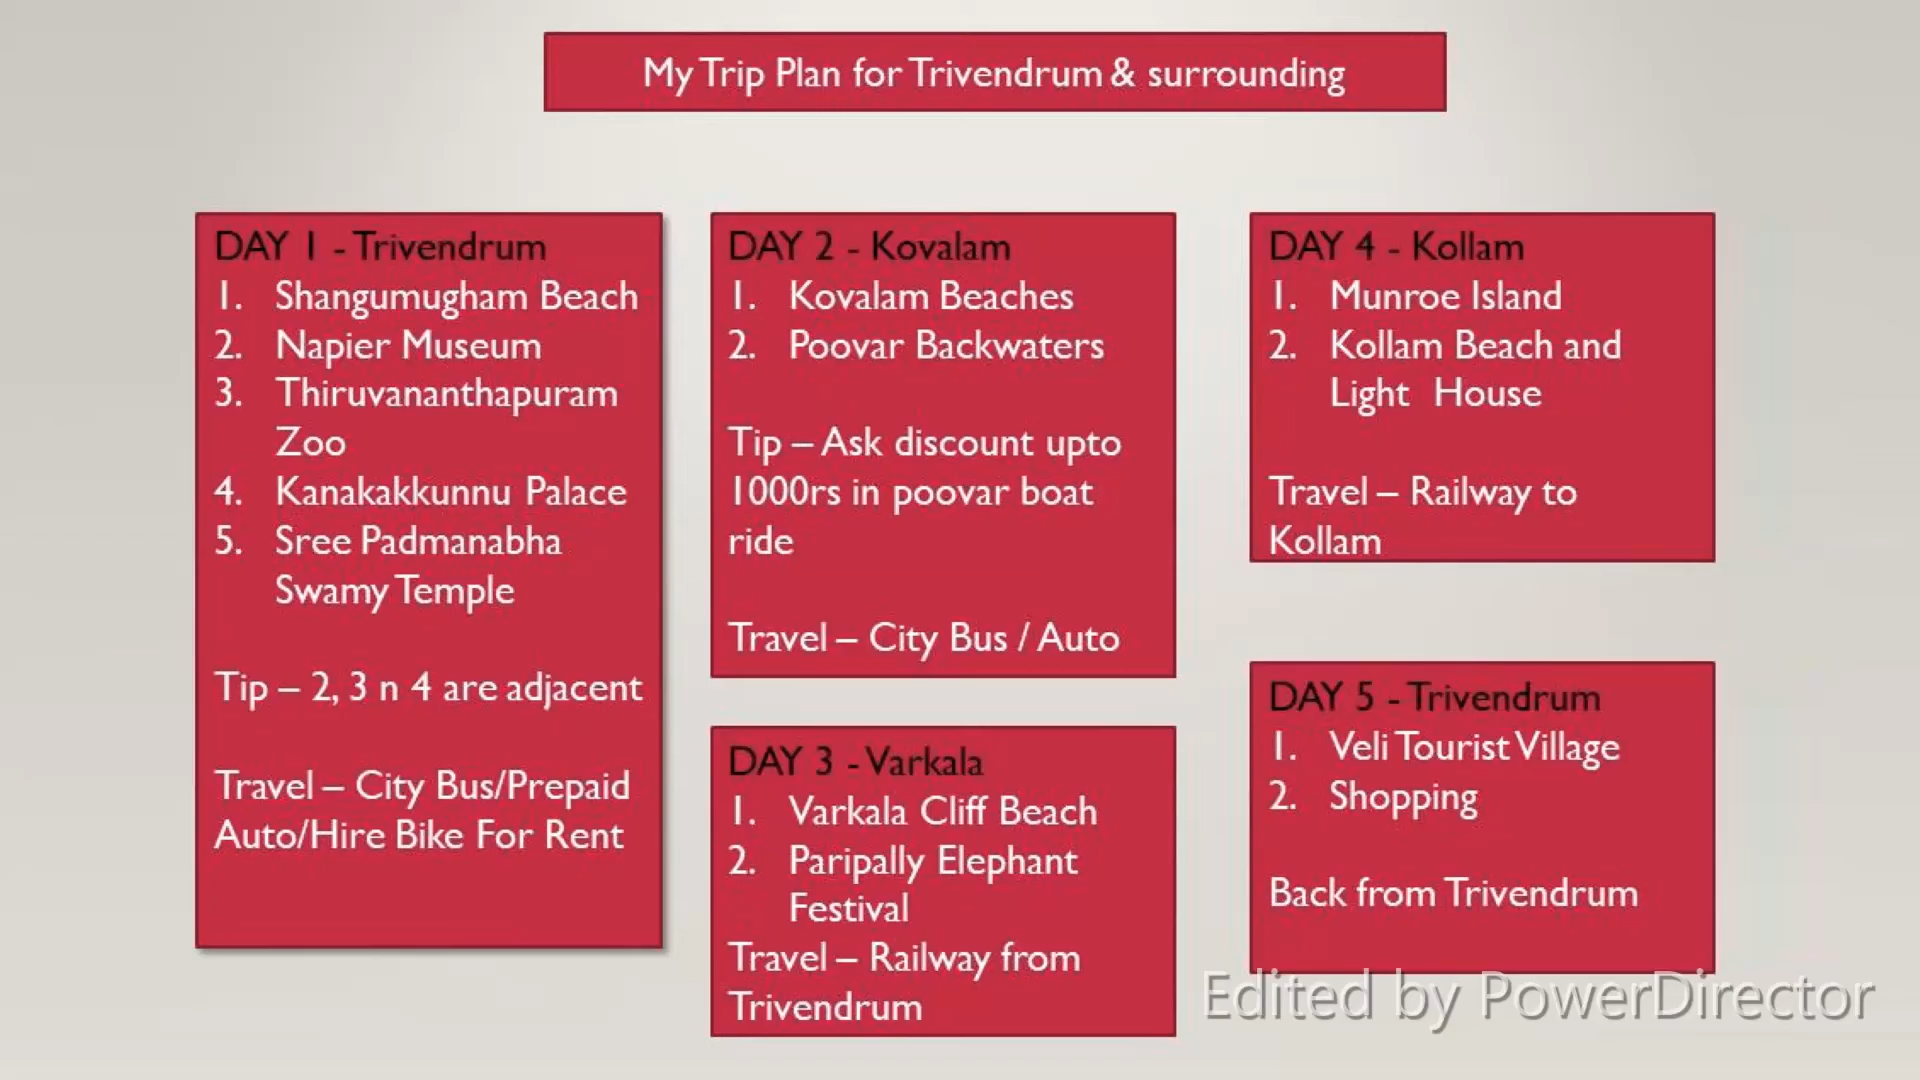 My Trip Plan for Trivendrum & surrounding
DAY 1 - Trivendrum
1. Shangumugham Beach
2. Napier Museum
3. Thiruvananthapuram
Zoo
4. Kanakakkunnu Palace
5. Sree Padmanabha
Swamy Temple
Tip – 2, 3 n 4 are adjacent
Travel – City Bus/Prepaid
Auto/Hire Bike For Rent
DAY 2 - Kovalam
1. Kovalam Beaches
2. Poovar Backwaters
Tip – Ask discount upto
1000rs in poovar boat
ride
Travel – City Bus / Auto
DAY 3 - Varkala
1. Varkala Cliff Beach
2. Paripally Elephant
Festival
Travel – Railway from
Trivendrum
DAY 4 - Kollam
1. Munroe Island
2. Kollam Beach and
Light House
Travel – Railway to
Kollam
DAY 5 - Trivendrum
1. Veli Tourist Village
2. Shopping
Back from Trivendrum
Edited by PowerDirector